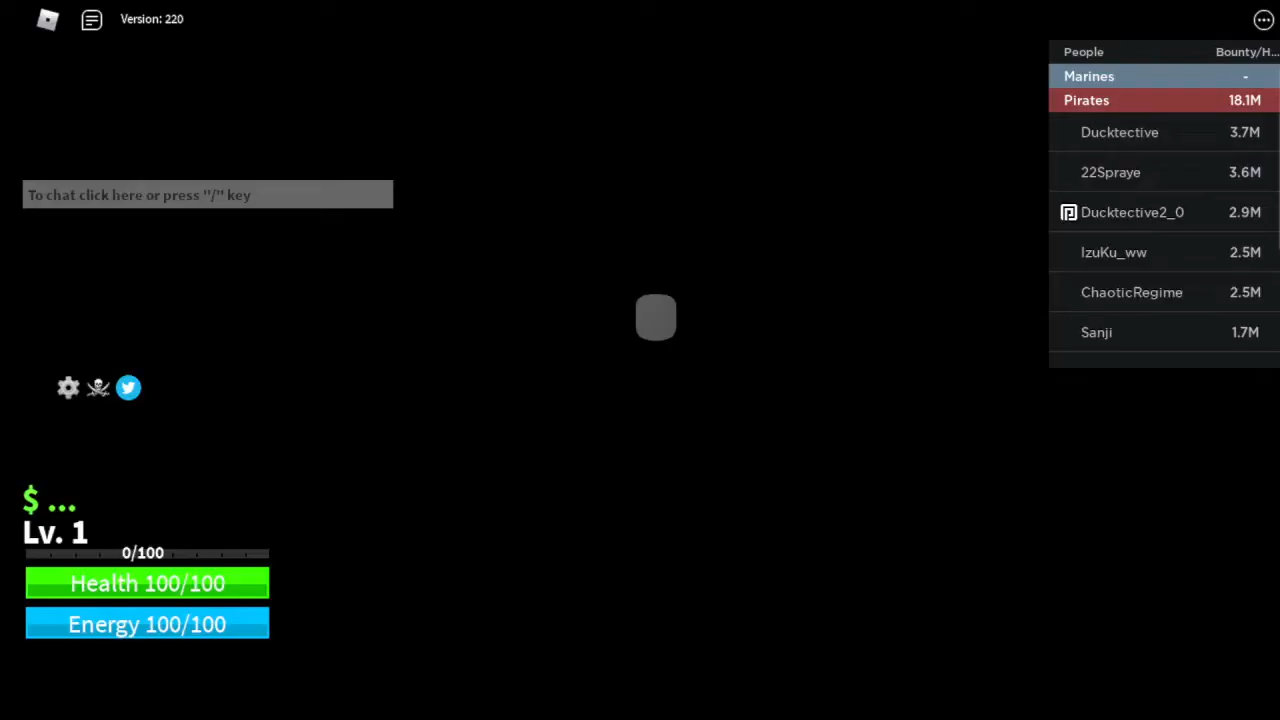 Version: 220
People Bounty/H...
Marines -
Pirates 18.1M
Ducktective 3.7M
22Spraye 3.6M
Ducktective2_0 2.9M
IzuKu_ww 2.5M
ChaoticRegime 2.5M
Sanji 1.7M
To chat click here or press "/" key
$ ...
Lv. 1
0/100
Health 100/100
Energy 100/100